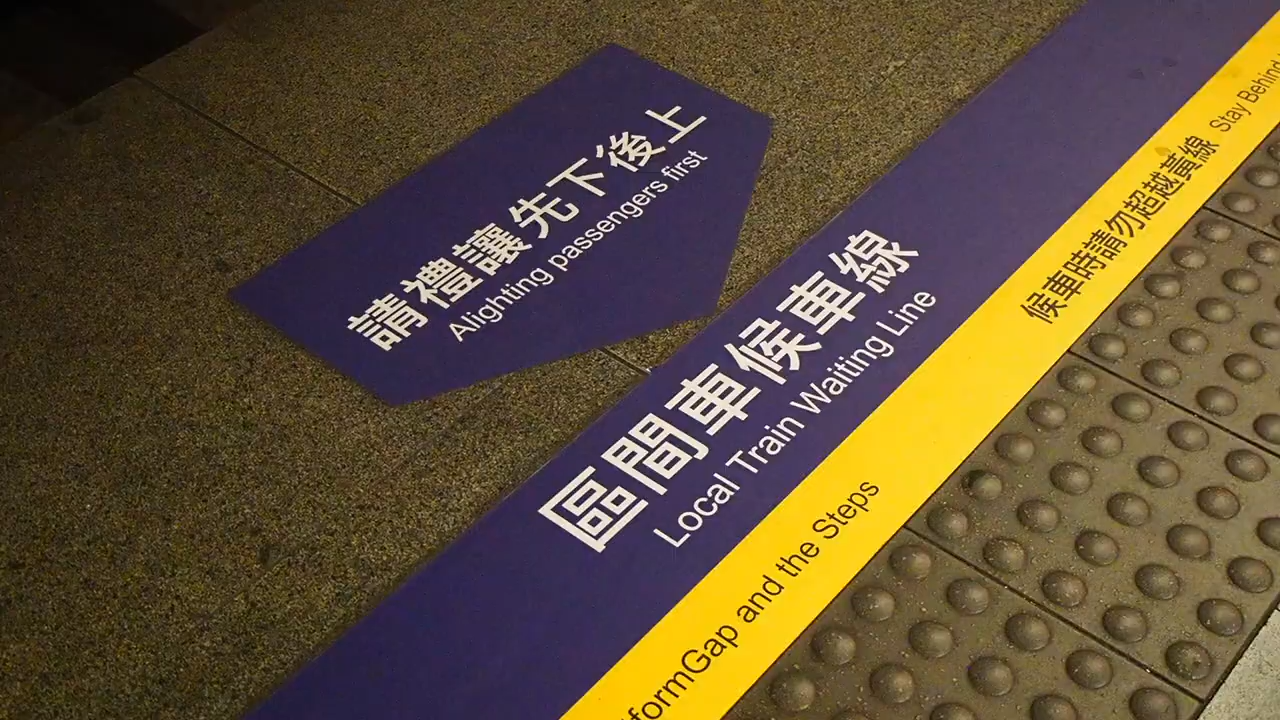 請禮讓先下後上
Alighting passengers first
區間車候車線
Local Train Waiting Line
候車時請勿超越黃線 Stay Behind
formGap and the Steps